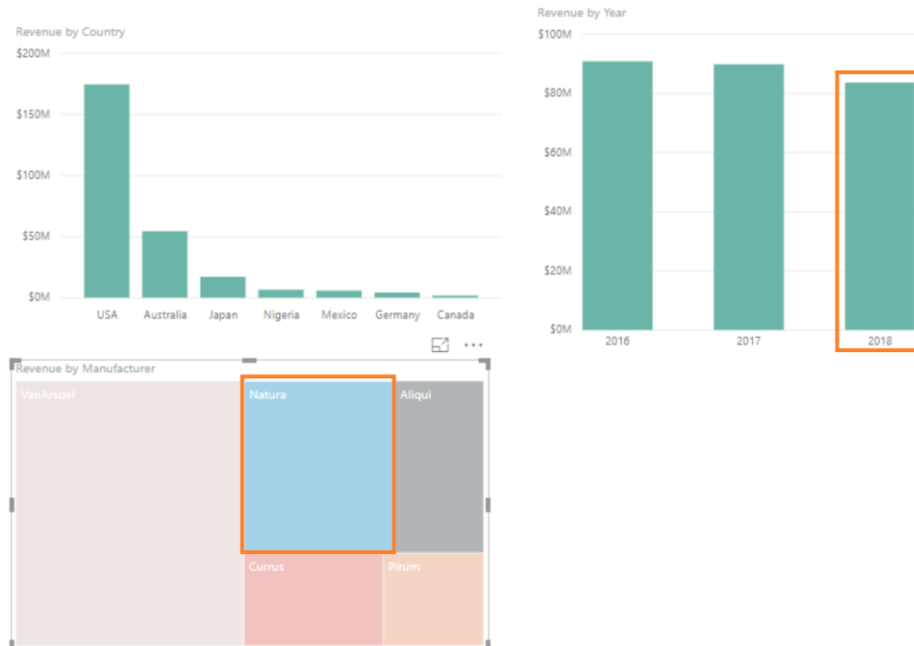 Revenue by Country
$200M
$150M
$100M
$50M
$0M
USA Australia Japan Nigeria Mexico Germany Canada
Revenue by Year
$100M
$80M
$60M
$40M
$20M
$0M
2016 2017 2018
Revenue by Manufacturer
VanArsdel Natura Aliqui
Currus Pirum